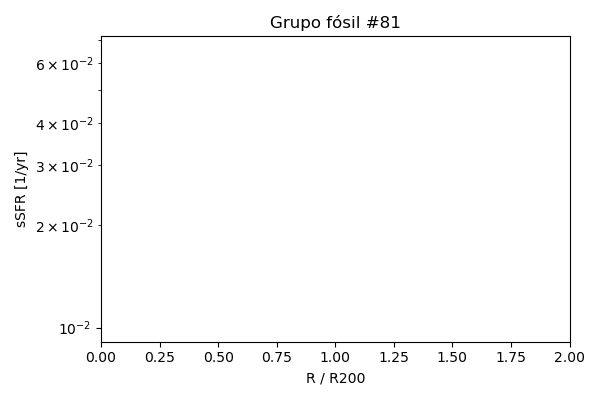 Grupo fósil #81
6 × 10⁻²
4 × 10⁻²
3 × 10⁻²
2 × 10⁻²
10⁻²
sSFR [1/yr]
0.00 0.25 0.50 0.75 1.00 1.25 1.50 1.75 2.00
R / R200